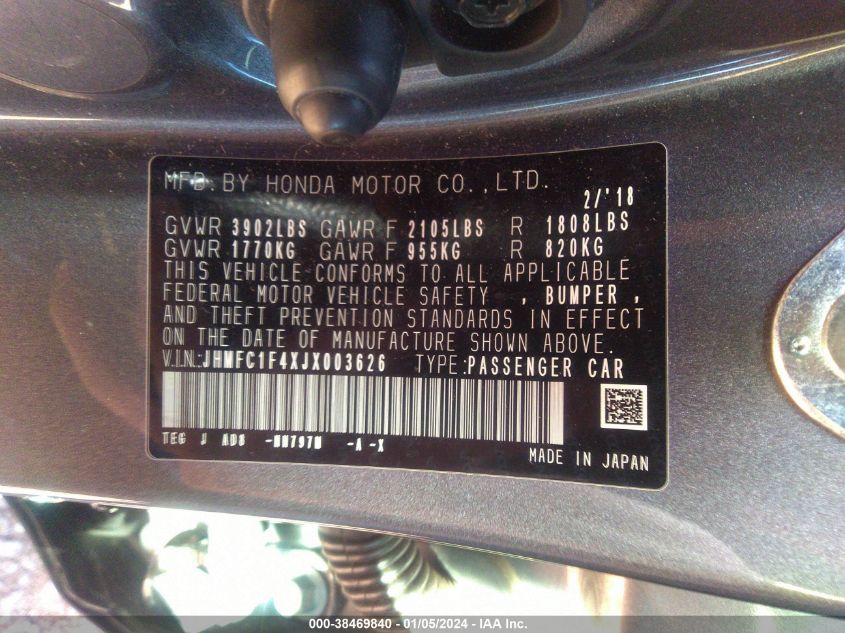 MFD. BY HONDA MOTOR CO., LTD.
2/'18
GVWR 3902LBS GAWR F 2105LBS R 1808LBS
GVWR 1770KG GAWR F 955KG R 820KG
THIS VEHICLE CONFORMS TO ALL APPLICABLE
FEDERAL MOTOR VEHICLE SAFETY , BUMPER ,
AND THEFT PREVENTION STANDARDS IN EFFECT
ON THE DATE OF MANUFACTURE SHOWN ABOVE.
V.I.N.:JHMFC1F4XJX003626 TYPE:PASSENGER CAR
TEG J AD8 -NH797M -A -X
MADE IN JAPAN
000-38469840 - 01/05/2024 - IAA Inc.